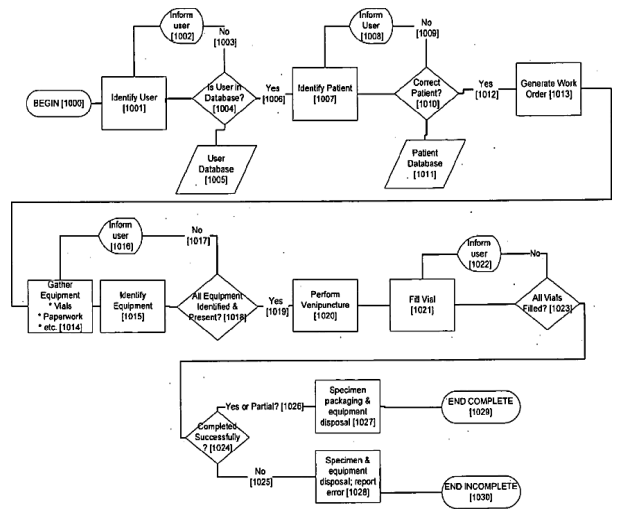 Inform
user
[1002]
No
[1003]
BEGIN [1000]
Identify User
[1001]
Is User in
Database?
[1004]
Yes
[1006]
User
Database
[1005]
Inform
User
[1008]
No
[1009]
Identify Patient
[1007]
Correct
Patient?
[1010]
Yes
[1012]
Patient
Database
[1011]
Generate Work
Order [1013]
Inform
user
[1016]
No
[1017]
Gather
Equipment
* Vials
* Paperwork
* etc. [1014]
Identify
Equipment
[1015]
All Equipment
Identified &
Present? [1018]
Yes
[1019]
Perform
Venipuncture
[1020]
Inform
user
[1022]
No
Fill Vial
[1021]
All Vials
Filled? [1023]
Completed
Successfully
? [1024]
Yes or Partial? [1026]
Specimen
packaging &
equipment
disposal [1027]
END COMPLETE
[1029]
No
[1025]
Specimen &
equipment
disposal; report
error [1028]
END INCOMPLETE
[1030]